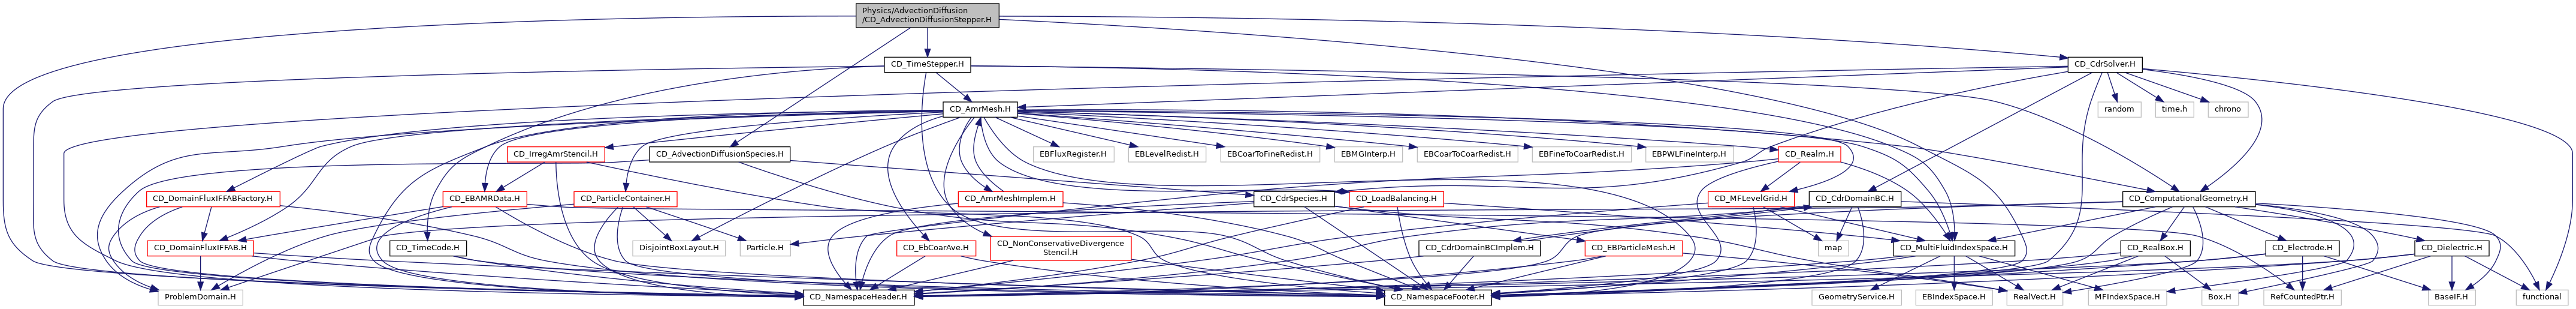 Physics/AdvectionDiffusion
/CD_AdvectionDiffusionStepper.H
CD_TimeStepper.H
CD_CdrSolver.H
CD_AmrMesh.H
random
time.h
chrono
CD_IrregAmrStencil.H
CD_AdvectionDiffusionSpecies.H
EBFluxRegister.H
EBLevelRedist.H
EBCoarToFineRedist.H
EBMGInterp.H
EBCoarToCoarRedist.H
EBFineToCoarRedist.H
EBPWLFineInterp.H
CD_Realm.H
CD_DomainFluxIFFABFactory.H
CD_EBAMRData.H
CD_ParticleContainer.H
CD_AmrMeshImplem.H
CD_CdrSpecies.H
CD_LoadBalancing.H
CD_MFLevelGrid.H
CD_CdrDomainBC.H
CD_ComputationalGeometry.H
CD_DomainFluxIFFAB.H
CD_TimeCode.H
DisjointBoxLayout.H
Particle.H
CD_EbCoarAve.H
CD_NonConservativeDivergence
Stencil.H
CD_CdrDomainBCImplem.H
CD_EBParticleMesh.H
map
CD_MultiFluidIndexSpace.H
CD_RealBox.H
CD_Electrode.H
CD_Dielectric.H
ProblemDomain.H
CD_NamespaceHeader.H
CD_NamespaceFooter.H
GeometryService.H
EBIndexSpace.H
RealVect.H
MFIndexSpace.H
Box.H
RefCountedPtr.H
BaseIF.H
functional